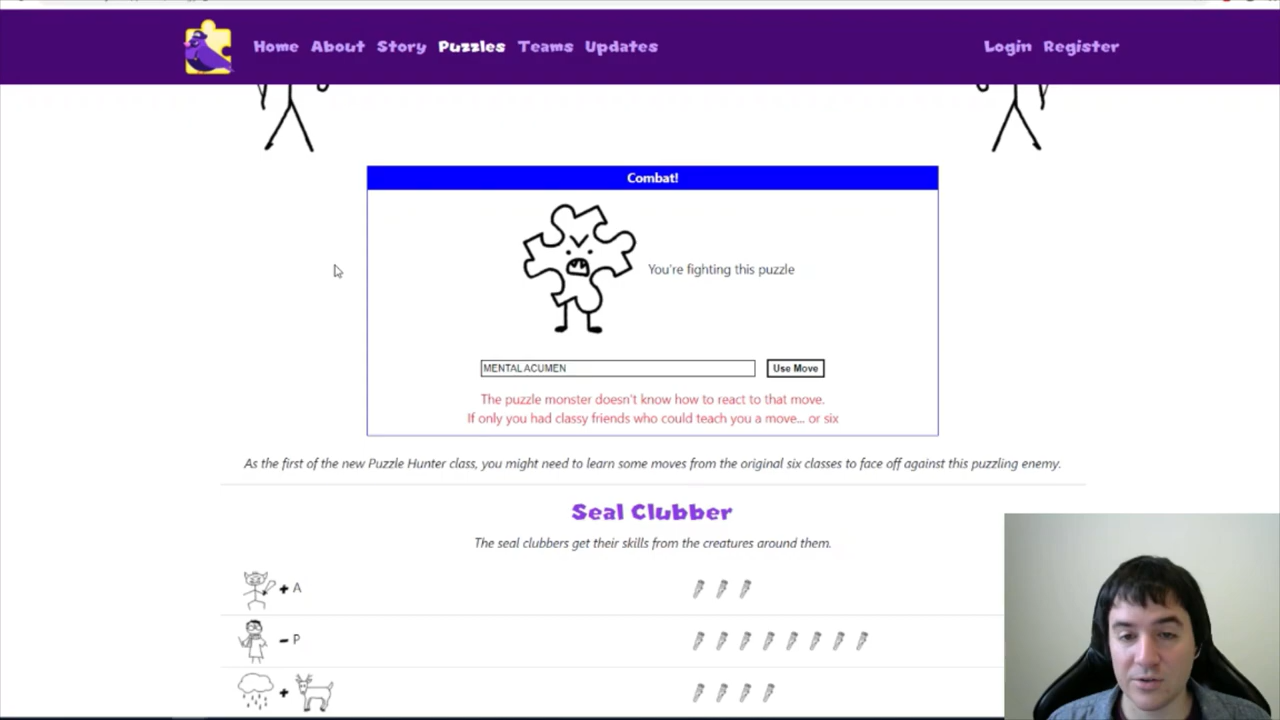 Home About Story Puzzles Teams Updates Login Register
Combat!
You're fighting this puzzle
MENTAL ACUMEN Use Move
The puzzle monster doesn't know how to react to that move.
If only you had classy friends who could teach you a move... or six
As the first of the new Puzzle Hunter class, you might need to learn some moves from the original six classes to face off against this puzzling enemy.
Seal Clubber
The seal clubbers get their skills from the creatures around them.
+ A
- P
+